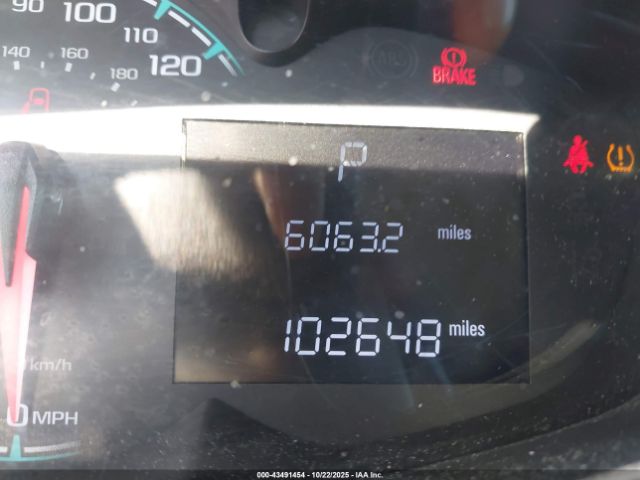 90 100 110 120
140 160 180
BRAKE
P
6063.2 miles
102648 miles
km/h
0 MPH
000-43491454 - 10/22/2025 - IAA Inc.